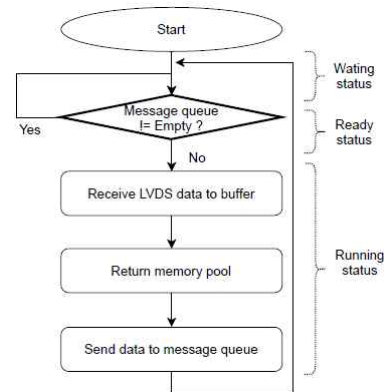 Start
Wating
status
Message queue
!= Empty ?
Ready
status
Yes
No
Receive LVDS data to buffer
Return memory pool
Running
status
Send data to message queue